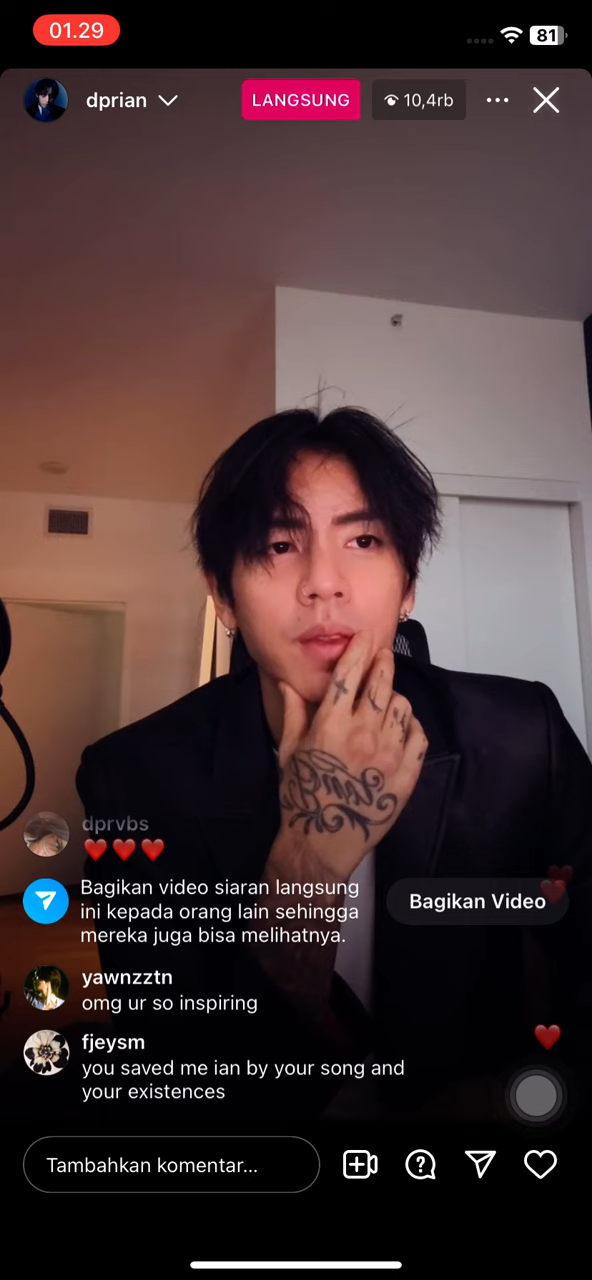 01.29
81
dprian
LANGSUNG
10,4rb
dprvbs
❤️❤️❤️
Bagikan video siaran langsung
ini kepada orang lain sehingga
mereka juga bisa melihatnya.
Bagikan Video
yawnzztn
omg ur so inspiring
fjeysm
you saved me ian by your song and
your existences
Tambahkan komentar...